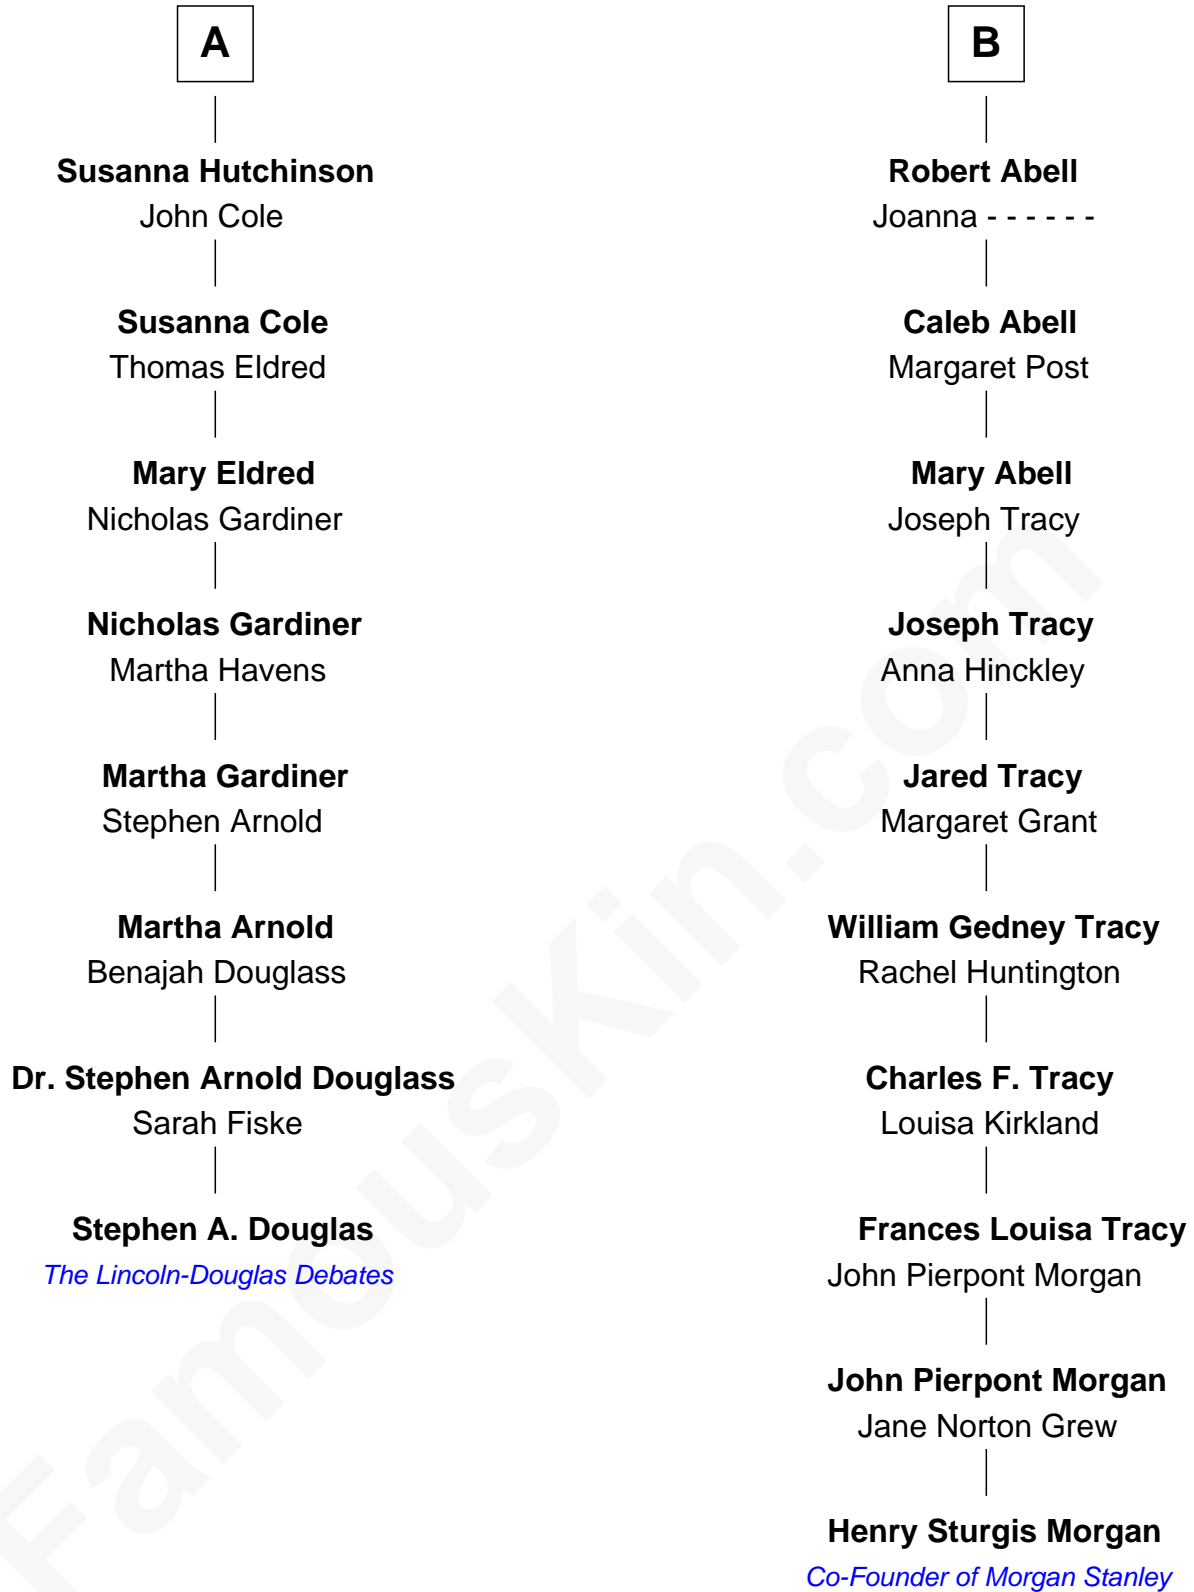 A
Susanna Hutchinson
John Cole
Susanna Cole
Thomas Eldred
Mary Eldred
Nicholas Gardiner
Nicholas Gardiner
Martha Havens
Martha Gardiner
Stephen Arnold
Martha Arnold
Benajah Douglass
Dr. Stephen Arnold Douglass
Sarah Fiske
Stephen A. Douglas
The Lincoln-Douglas Debates
B
Robert Abell
Joanna - - - - - -
Caleb Abell
Margaret Post
Mary Abell
Joseph Tracy
Joseph Tracy
Anna Hinckley
Jared Tracy
Margaret Grant
William Gedney Tracy
Rachel Huntington
Charles F. Tracy
Louisa Kirkland
Frances Louisa Tracy
John Pierpont Morgan
John Pierpont Morgan
Jane Norton Grew
Henry Sturgis Morgan
Co-Founder of Morgan Stanley
FamousKin.com